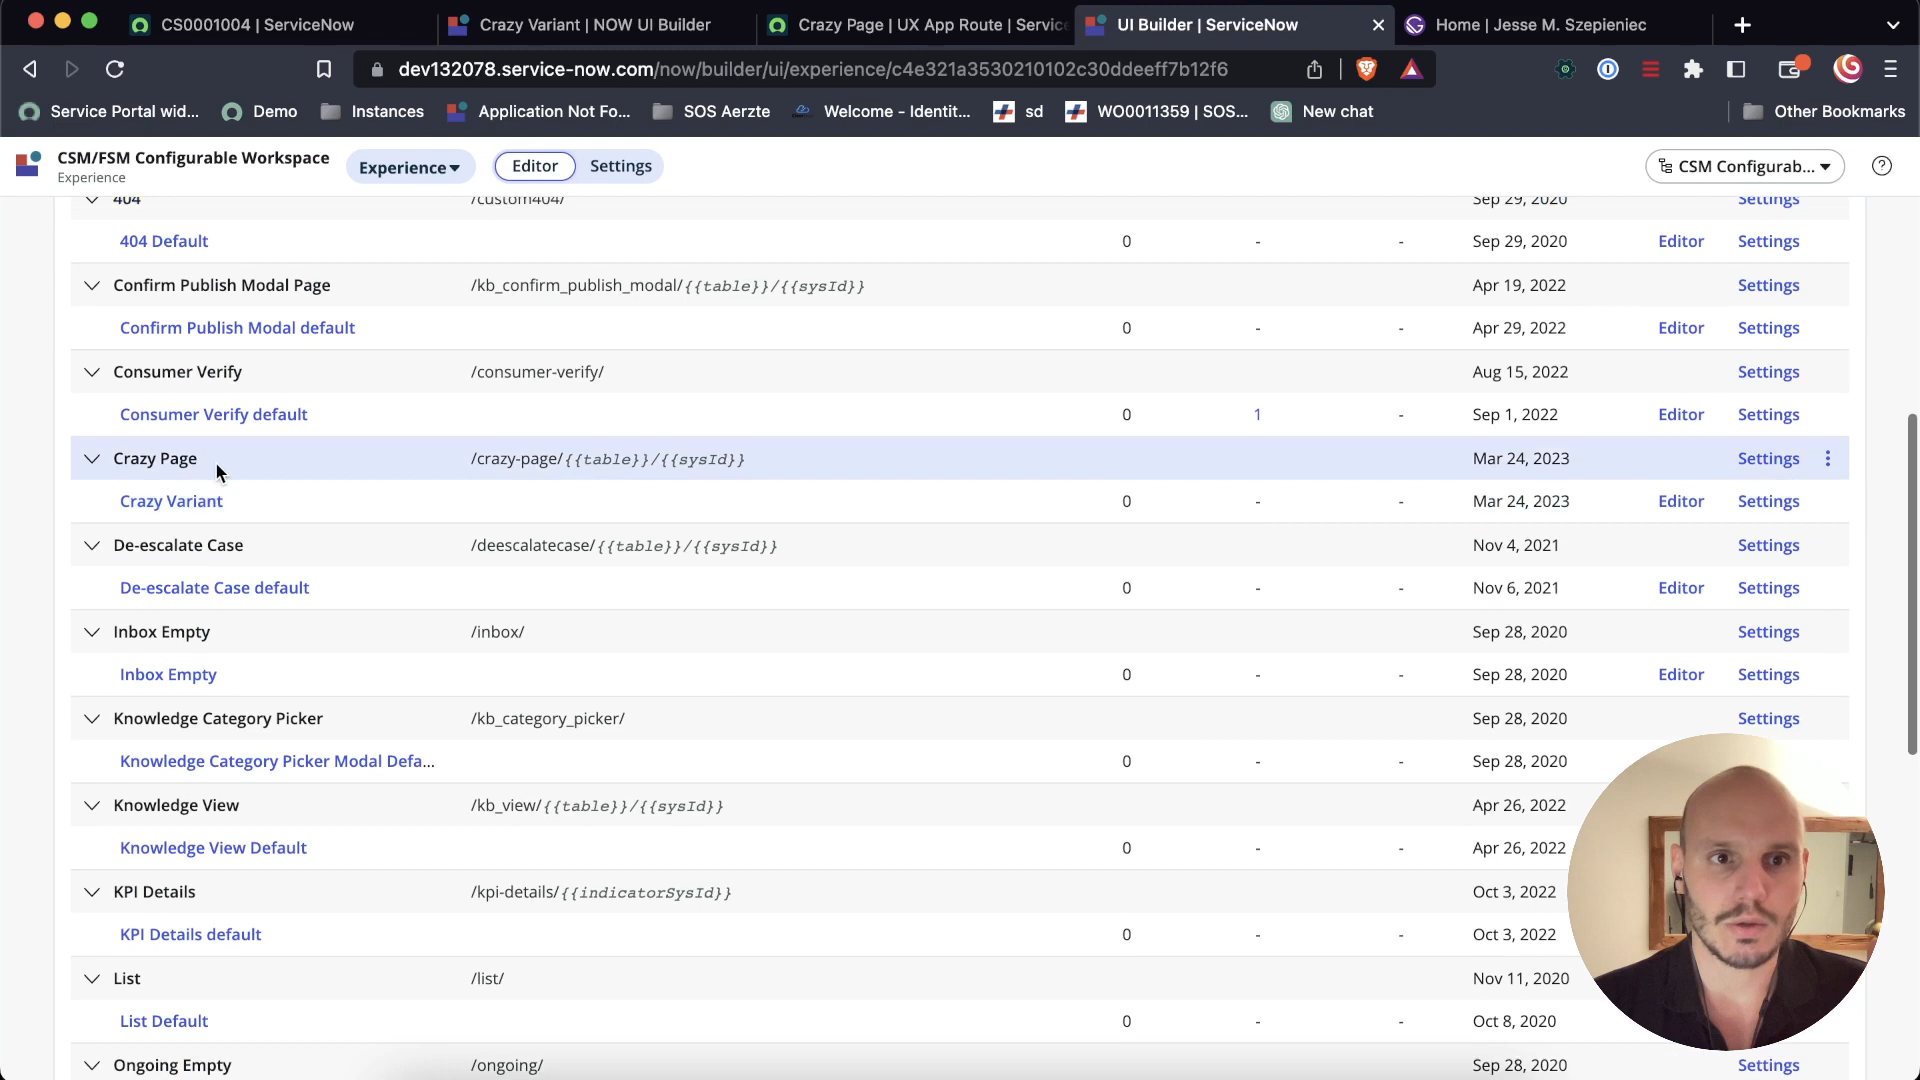 CS0001004 | ServiceNow
Crazy Variant | NOW UI Builder
Crazy Page | UX App Route | Service
UI Builder | ServiceNow
Home | Jesse M. Szepieniec
dev132078.service-now.com/now/builder/ui/experience/c4e321a3530210102c30ddeeff7b12f6
Service Portal wid...
Demo
Instances
Application Not Fo...
SOS Aerzte
Welcome - Identit...
sd
WO0011359 | SOS...
New chat
Other Bookmarks
CSM/FSM Configurable Workspace
Experience
Experience
Editor
Settings
CSM Configurab...
404 /custom404/ Sep 29, 2020 Settings
404 Default 0 - - Sep 29, 2020 Editor Settings
Confirm Publish Modal Page /kb_confirm_publish_modal/{{table}}/{{sysId}} Apr 19, 2022 Settings
Confirm Publish Modal default 0 - - Apr 29, 2022 Editor Settings
Consumer Verify /consumer-verify/ Aug 15, 2022 Settings
Consumer Verify default 0 1 - Sep 1, 2022 Editor Settings
Crazy Page /crazy-page/{{table}}/{{sysId}} Mar 24, 2023 Settings
Crazy Variant 0 - - Mar 24, 2023 Editor Settings
De-escalate Case /deescalatecase/{{table}}/{{sysId}} Nov 4, 2021 Settings
De-escalate Case default 0 - - Nov 6, 2021 Editor Settings
Inbox Empty /inbox/ Sep 28, 2020 Settings
Inbox Empty 0 - - Sep 28, 2020 Editor Settings
Knowledge Category Picker /kb_category_picker/ Sep 28, 2020 Settings
Knowledge Category Picker Modal Defa... 0 - - Sep 28, 2020
Knowledge View /kb_view/{{table}}/{{sysId}} Apr 26, 2022
Knowledge View Default 0 - - Apr 26, 2022
KPI Details /kpi-details/{{indicatorSysId}} Oct 3, 2022
KPI Details default 0 - - Oct 3, 2022
List /list/ Nov 11, 2020
List Default 0 - - Oct 8, 2020
Ongoing Empty /ongoing/ Sep 28, 2020 Settings